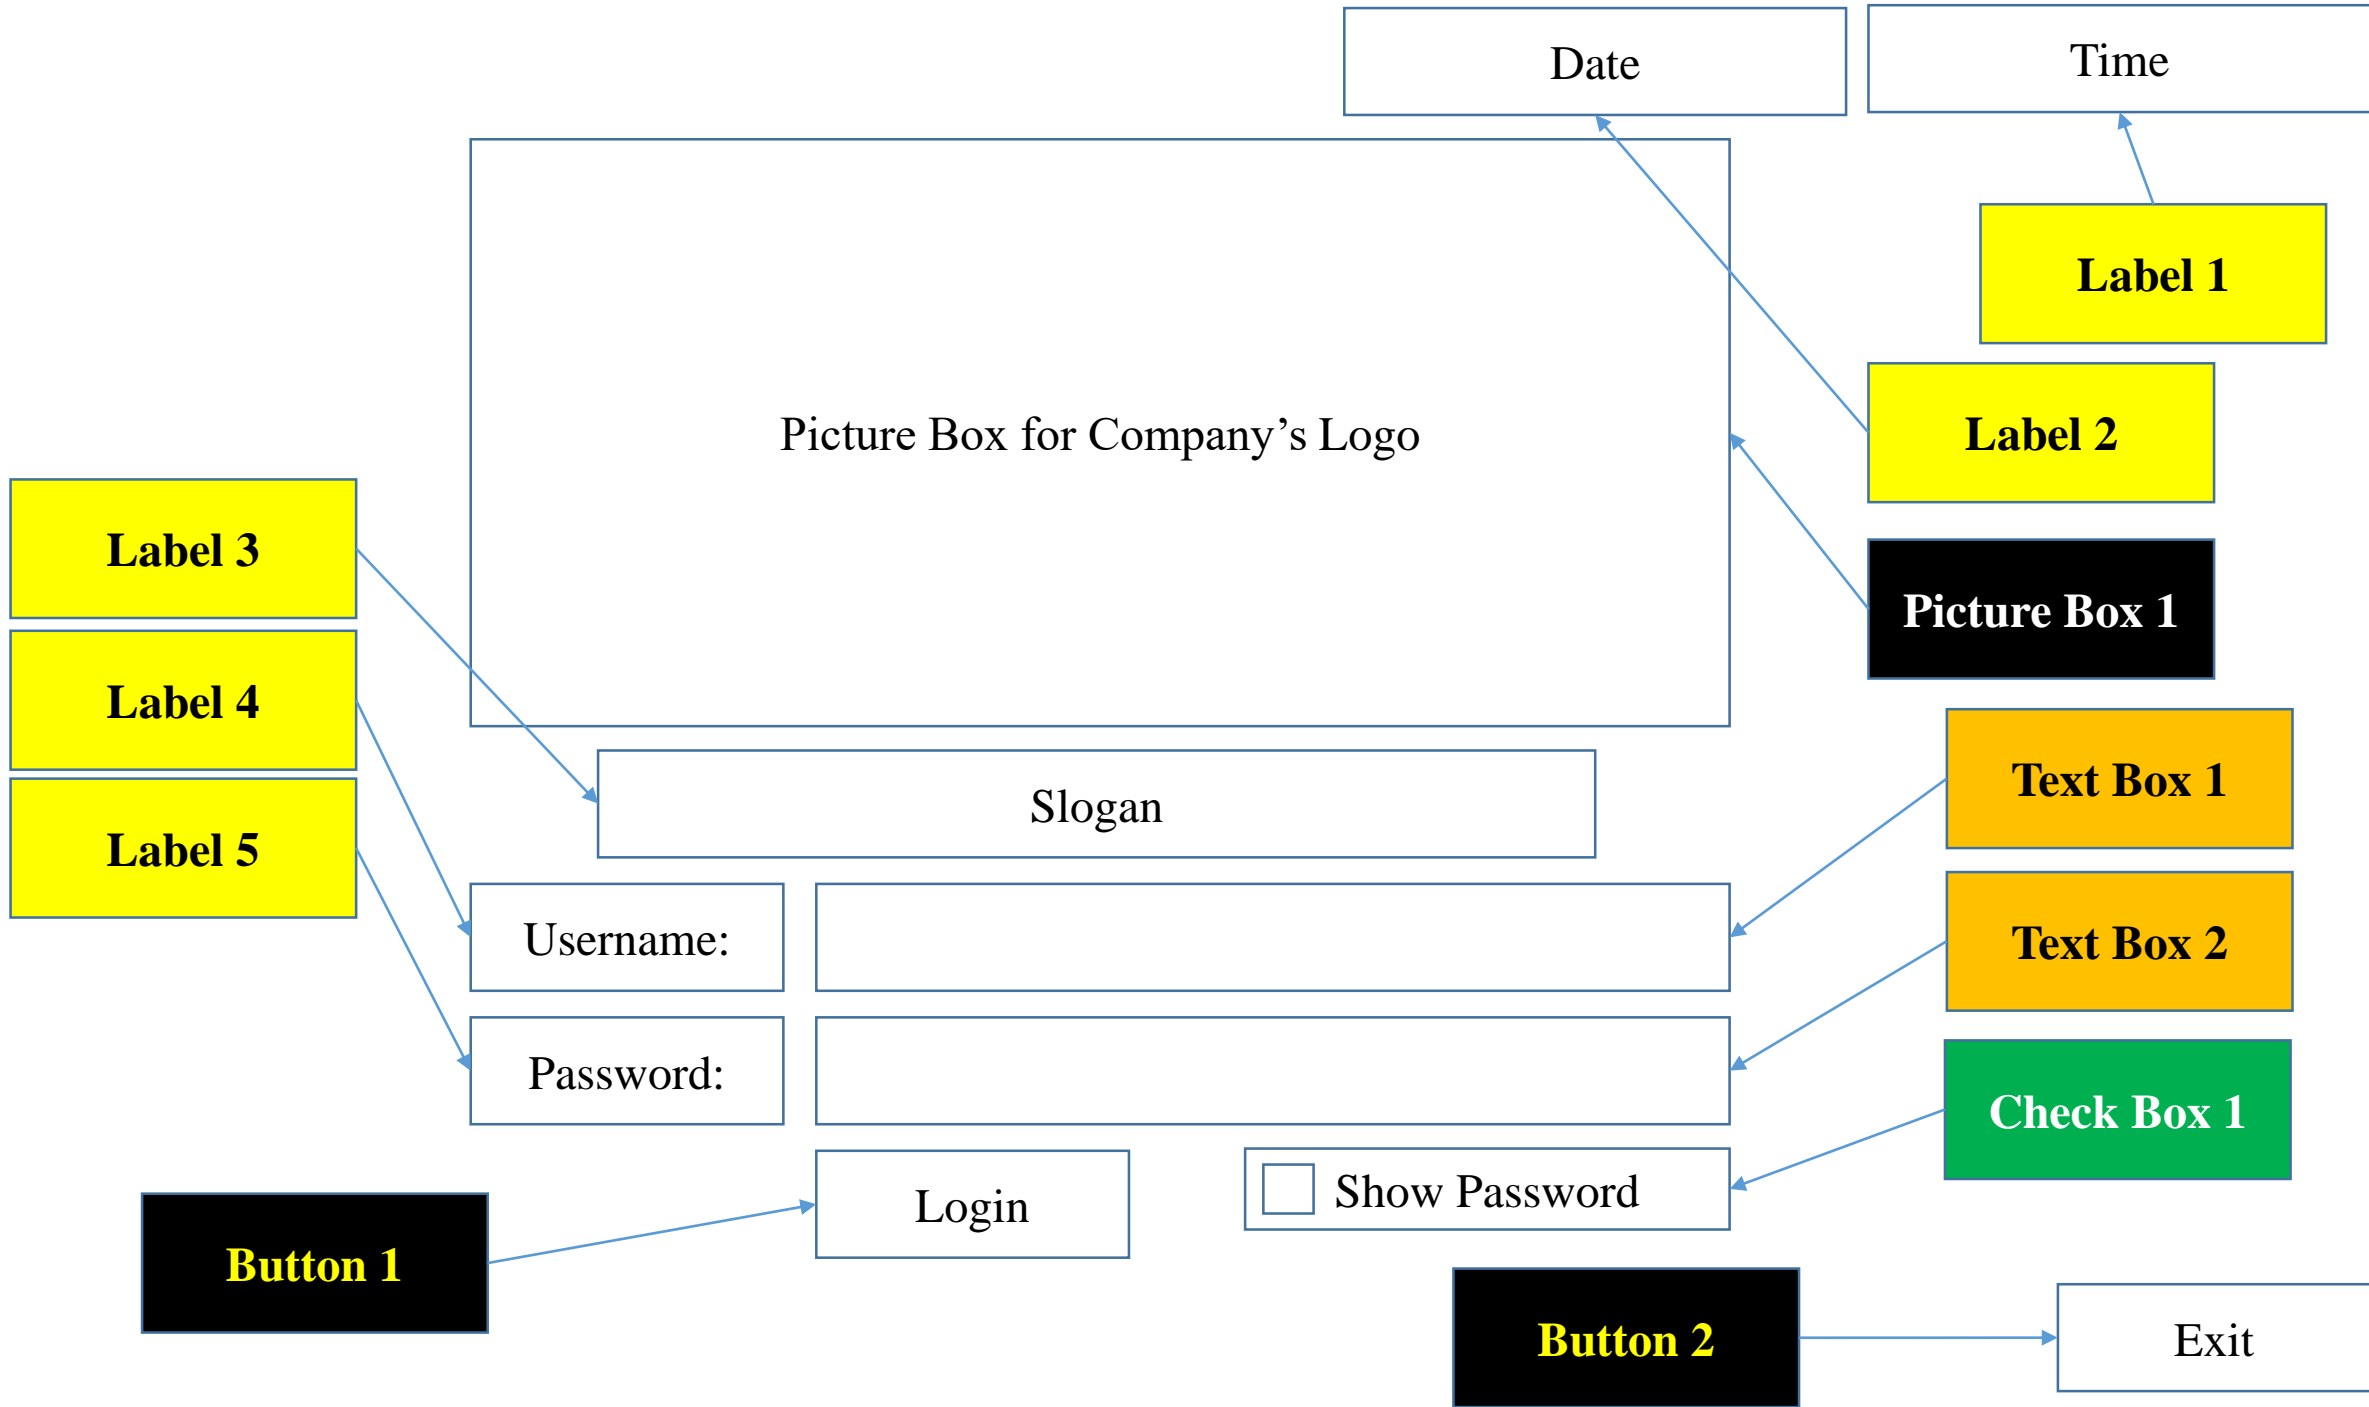 Date
Time
Label 1
Picture Box for Company’s Logo
Label 2
Label 3
Picture Box 1
Label 4
Text Box 1
Slogan
Label 5
Username:
Text Box 2
Password:
Check Box 1
Login
Show Password
Button 1
Button 2
Exit